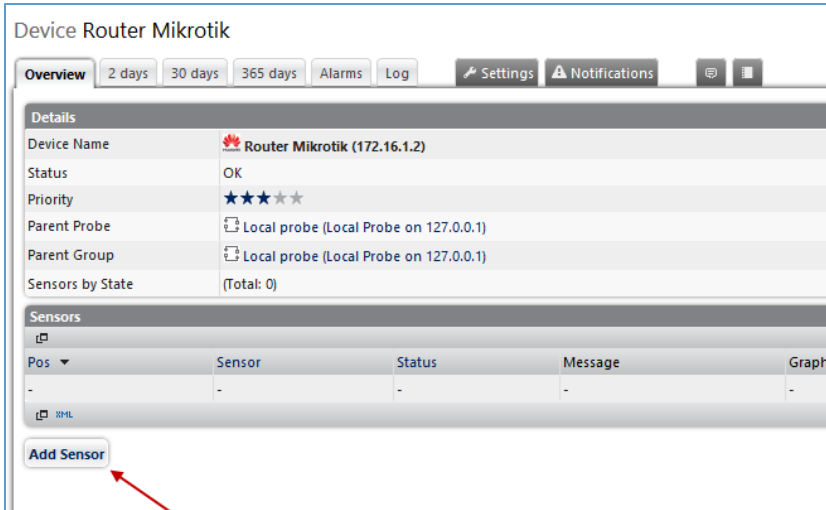 Device Router Mikrotik
Overview 2 days 30 days 365 days Alarms Log Settings Notifications
Details
Device Name Router Mikrotik (172.16.1.2)
Status OK
Priority
Parent Probe Local probe (Local Probe on 127.0.0.1)
Parent Group Local probe (Local Probe on 127.0.0.1)
Sensors by State (Total: 0)
Sensors
Pos Sensor Status Message Graph
- - - - -
XML
Add Sensor